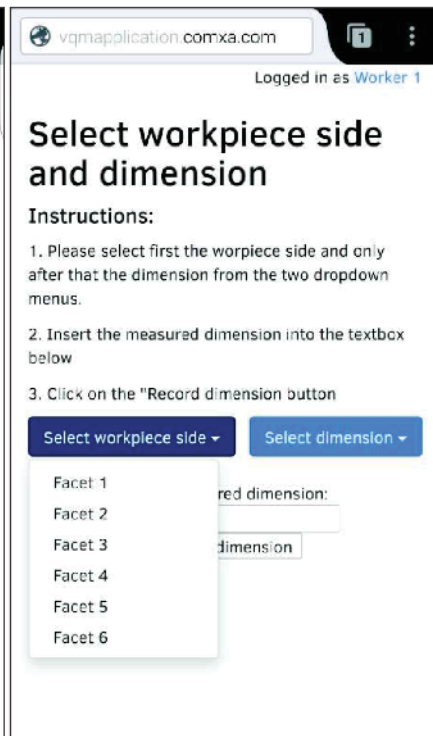 vqmapplication.comxa.com
1
Logged in as Worker 1
Select workpiece side
and dimension
Instructions:
1. Please select first the worpiece side and only
after that the dimension from the two dropdown
menus.
2. Insert the measured dimension into the textbox
below
3. Click on the "Record dimension button
Select workpiece side
Select dimension
Facet 1
red dimension:
Facet 2
Facet 3
dimension
Facet 4
Facet 5
Facet 6